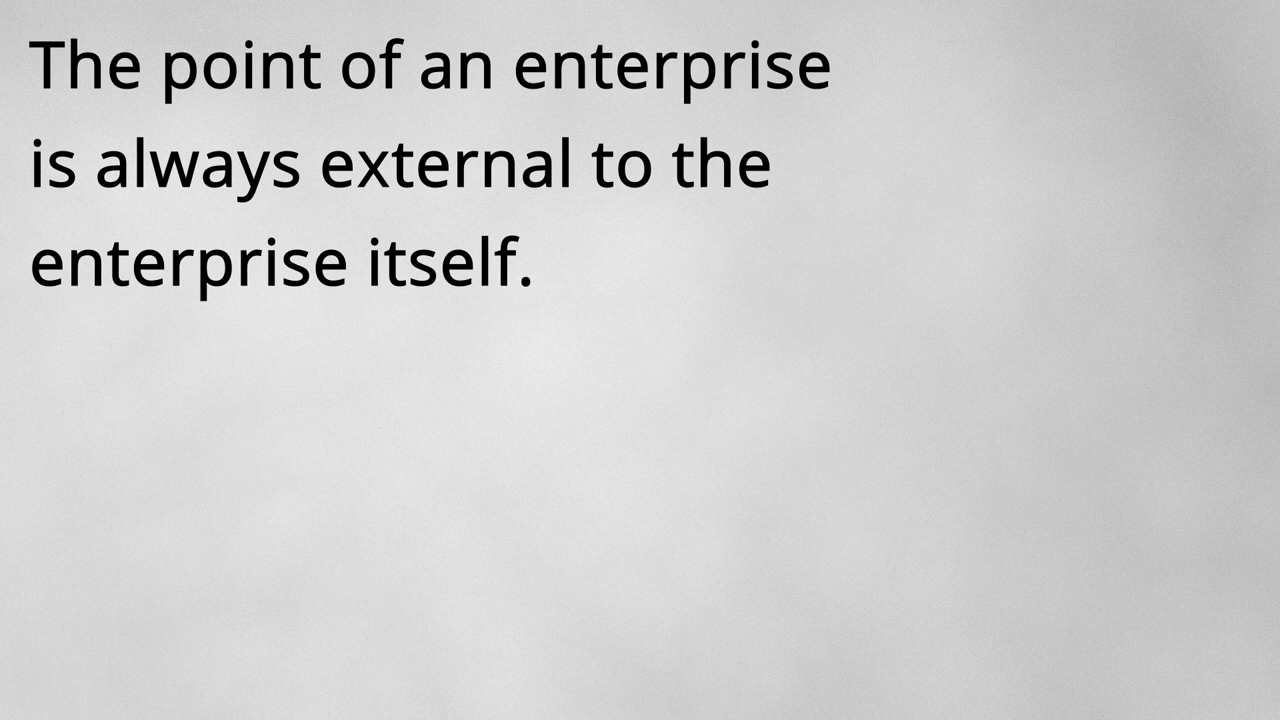 The point of an enterprise
is always external to the
enterprise itself.